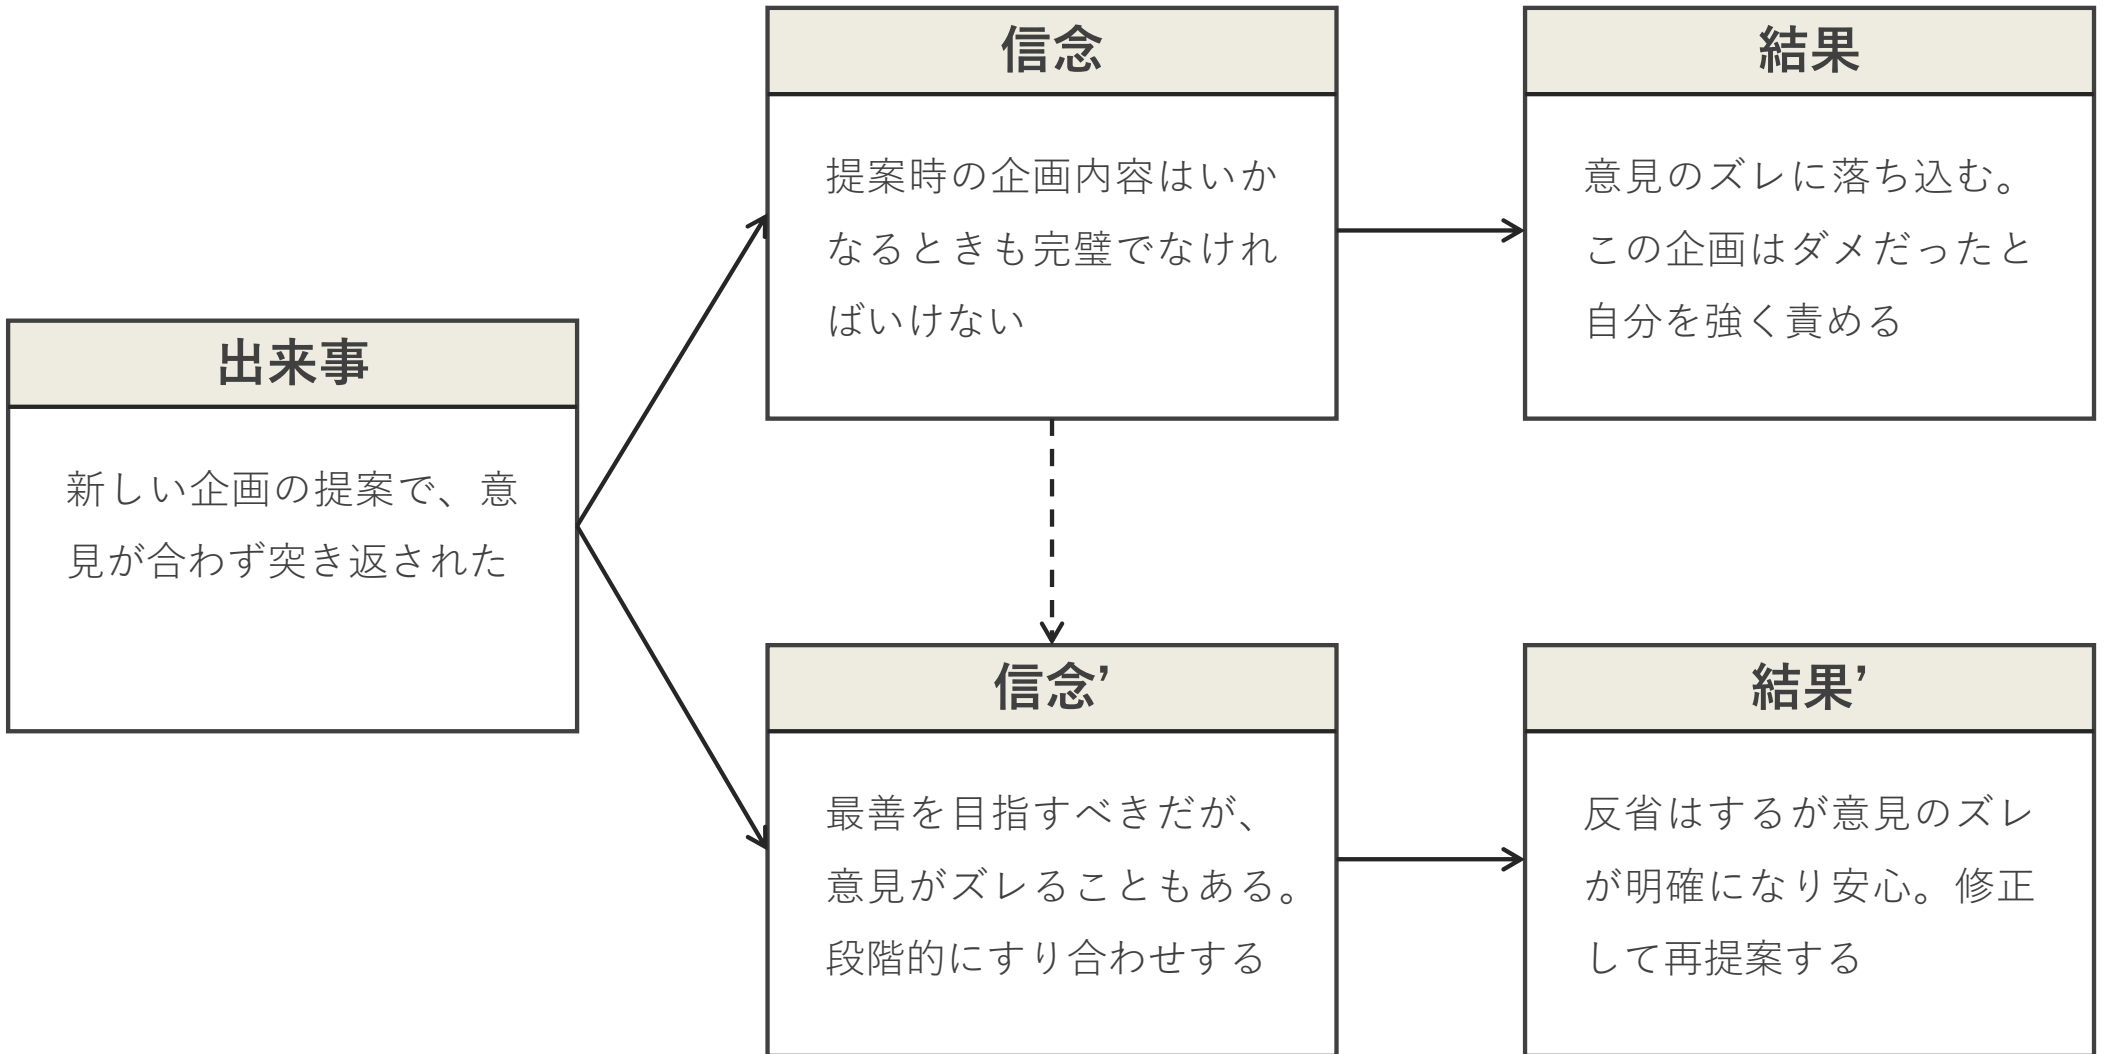 出来事
新しい企画の提案で、意
見が合わず突き返された
信念
提案時の企画内容はいか
なるときも完璧でなけれ
ばいけない
結果
意見のズレに落ち込む。
この企画はダメだったと
自分を強く責める
信念’
最善を目指すべきだが、
意見がズレることもある。
段階的にすり合わせする
結果’
反省はするが意見のズレ
が明確になり安心。修正
して再提案する